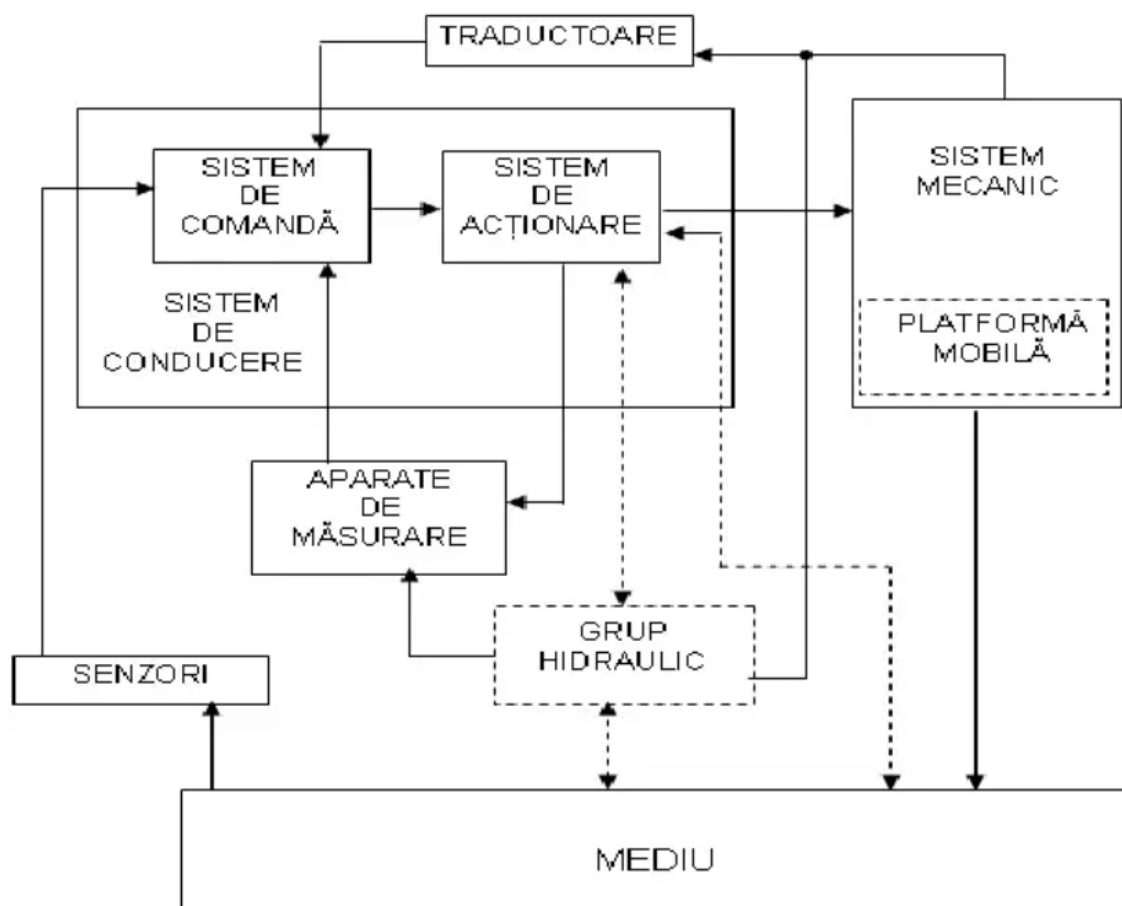 TRADUCTOARE
SISTEM
DE
COMANDĂ
SISTEM
DE
ACȚIONARE
SISTEM
MECANIC
SISTEM
DE
CONDUCERE
PLATFORMĂ
MOBILĂ
APARATE
DE
MĂSURARE
GRUP
HIDRAULIC
SENZORI
MEDIU